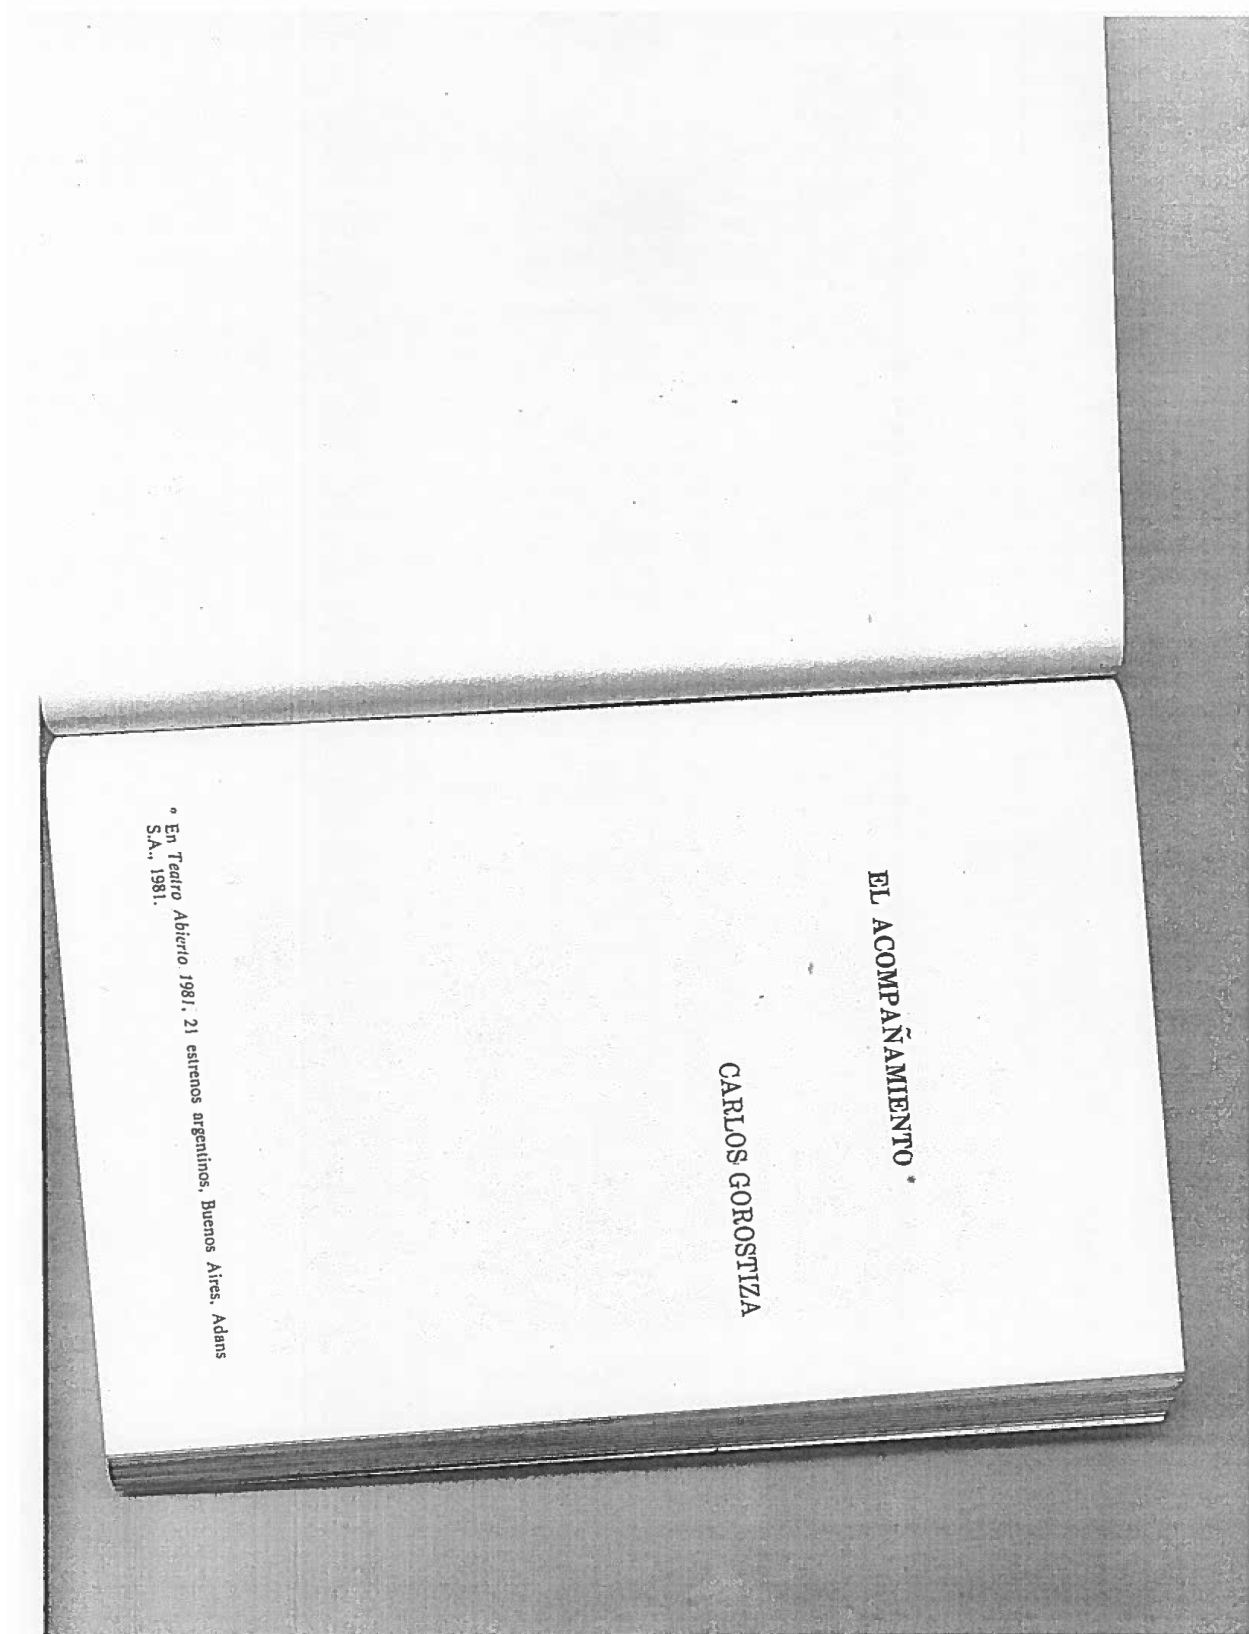 EL ACOMPAÑAMIENTO *
CARLOS GOROSTIZA
* En Teatro Abierto 1981, 21 estrenos argentinos, Buenos Aires, Adans
S.A., 1981.